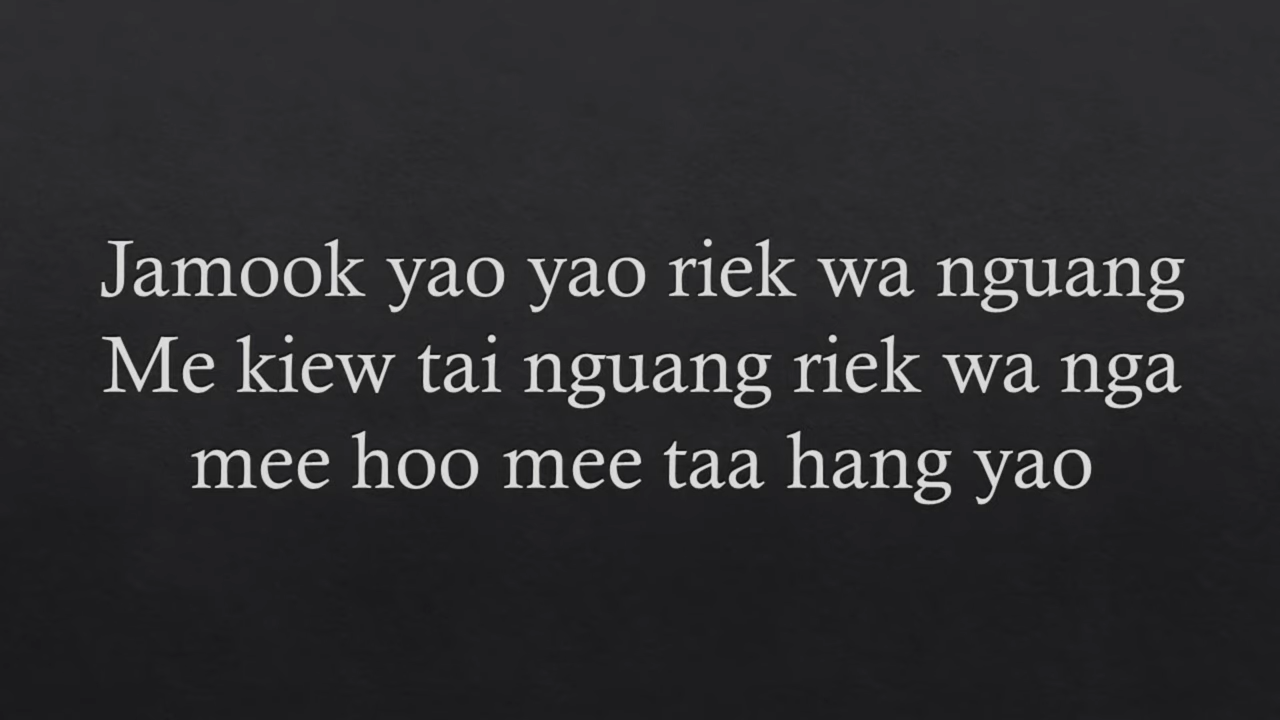 Jamook yao yao riek wa nguang
Me kiew tai nguang riek wa nga
mee hoo mee taa hang yao